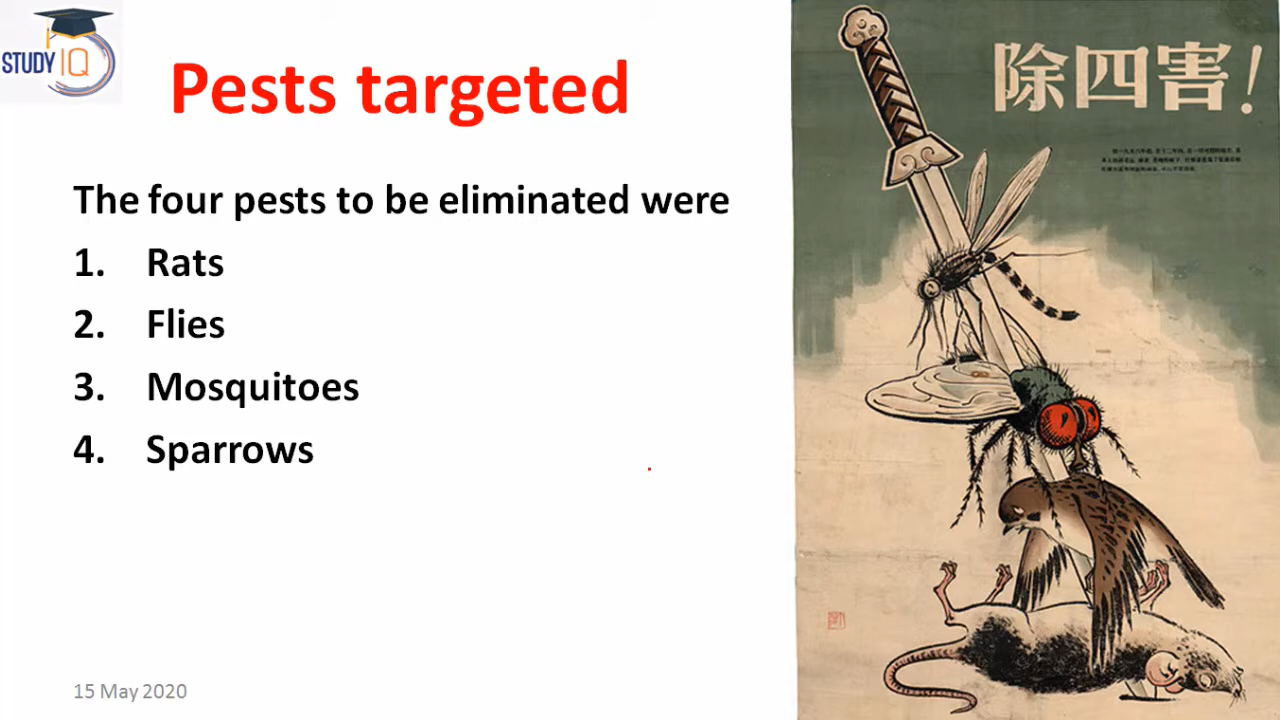 STUDY IQ
Pests targeted
The four pests to be eliminated were
1. Rats
2. Flies
3. Mosquitoes
4. Sparrows
15 May 2020
除四害!